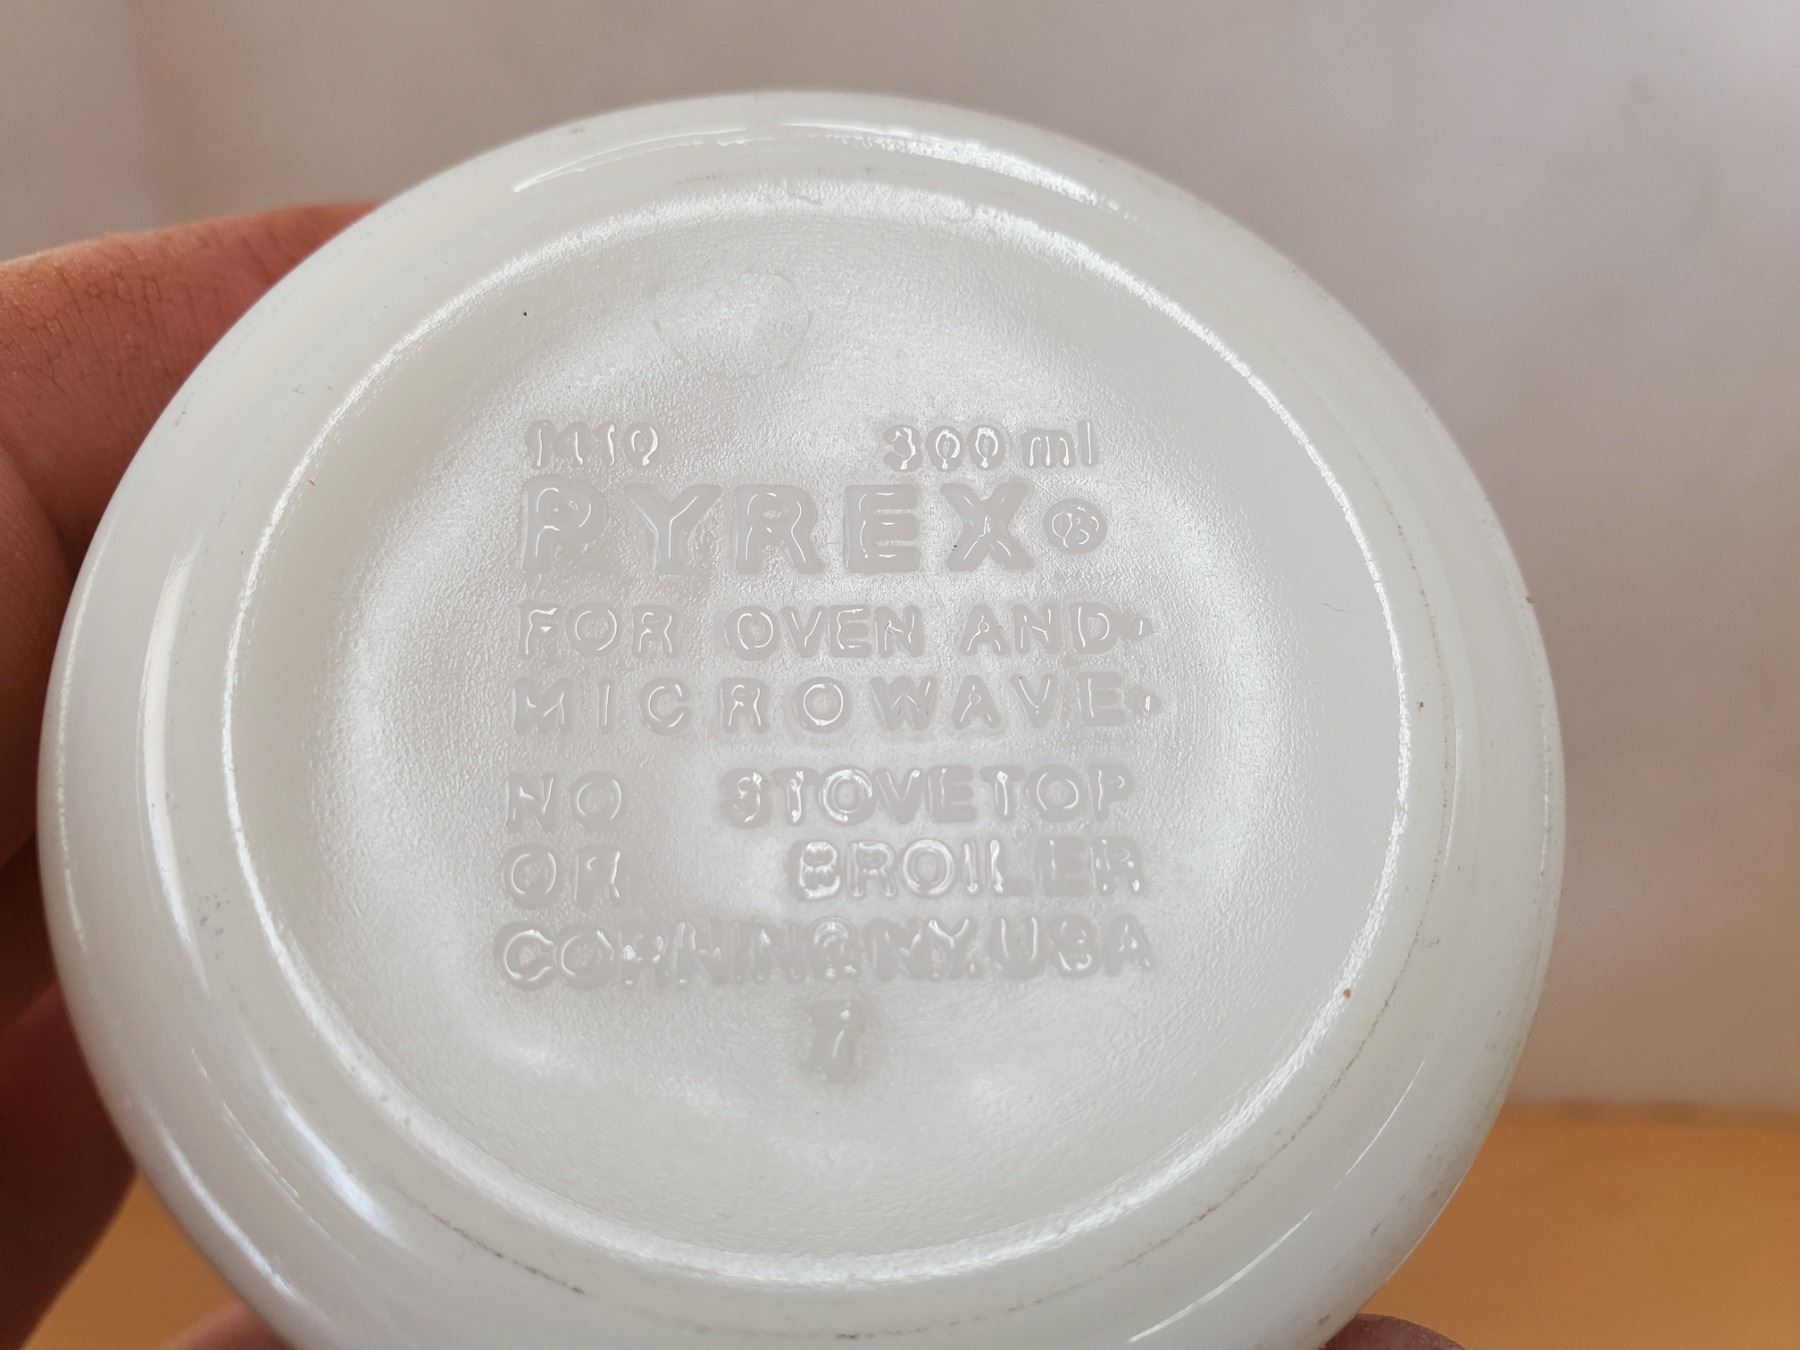 1410 300 ml
PYREX®
FOR OVEN AND
MICROWAVE
NO STOVETOP
OR BROILER
CORNING NY. USA
7